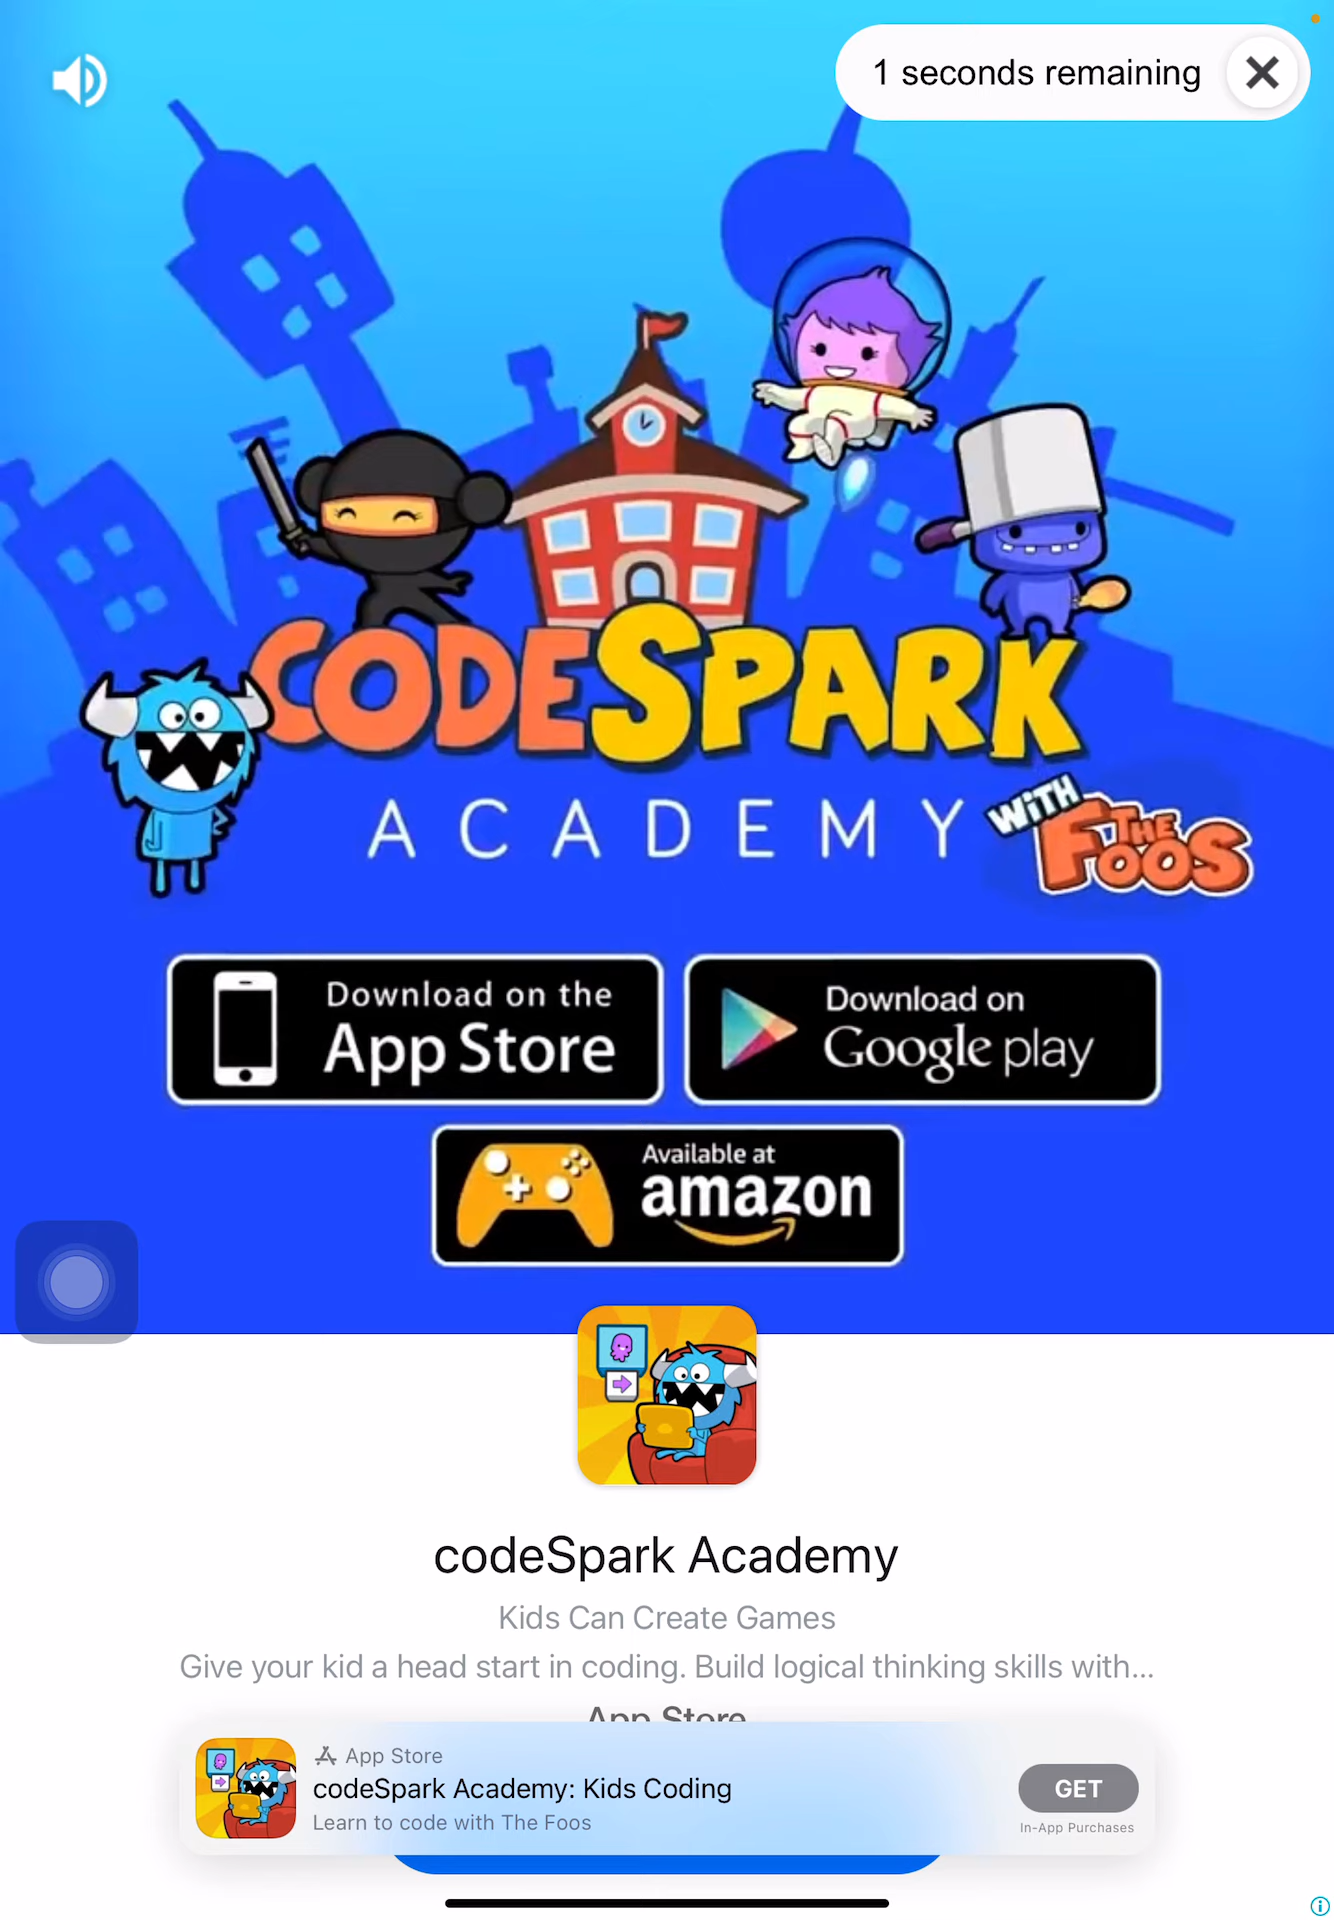 1 seconds remaining
CODESPARK
ACADEMY
WITH
THE
FOOS
Download on the
App Store
Download on
Google play
Available at
amazon
codeSpark Academy
Kids Can Create Games
Give your kid a head start in coding. Build logical thinking skills with...
App Store
App Store
codeSpark Academy: Kids Coding
Learn to code with The Foos
GET
In-App Purchases